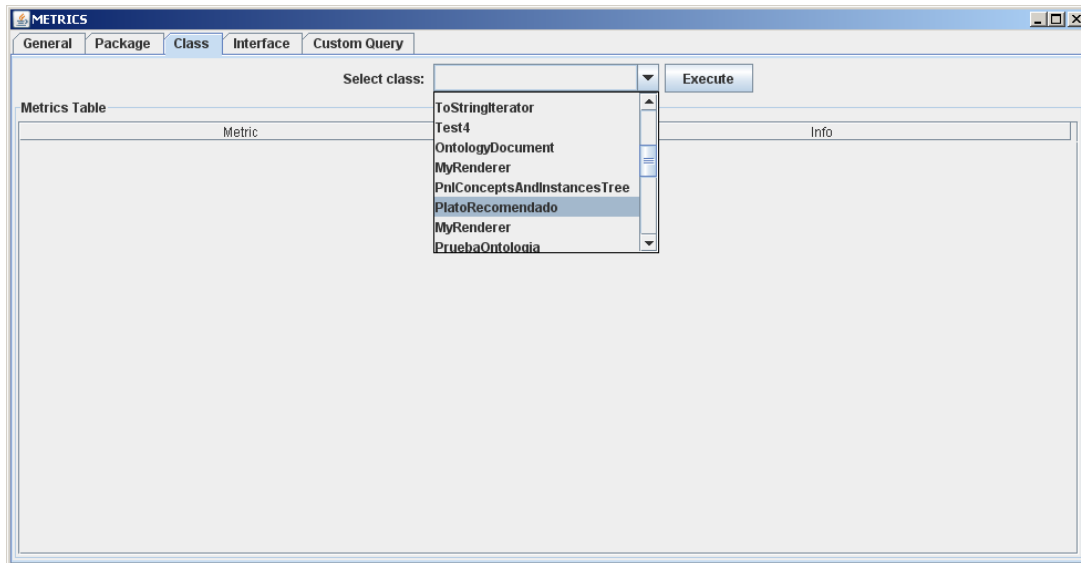 METRICS
General Package Class Interface Custom Query
Select class: Execute
Metrics Table
Metric Info
ToStringIterator
Test4
OntologyDocument
MyRenderer
PnlConceptsAndInstancesTree
PlatoRecomendado
MyRenderer
PruebaOntologia